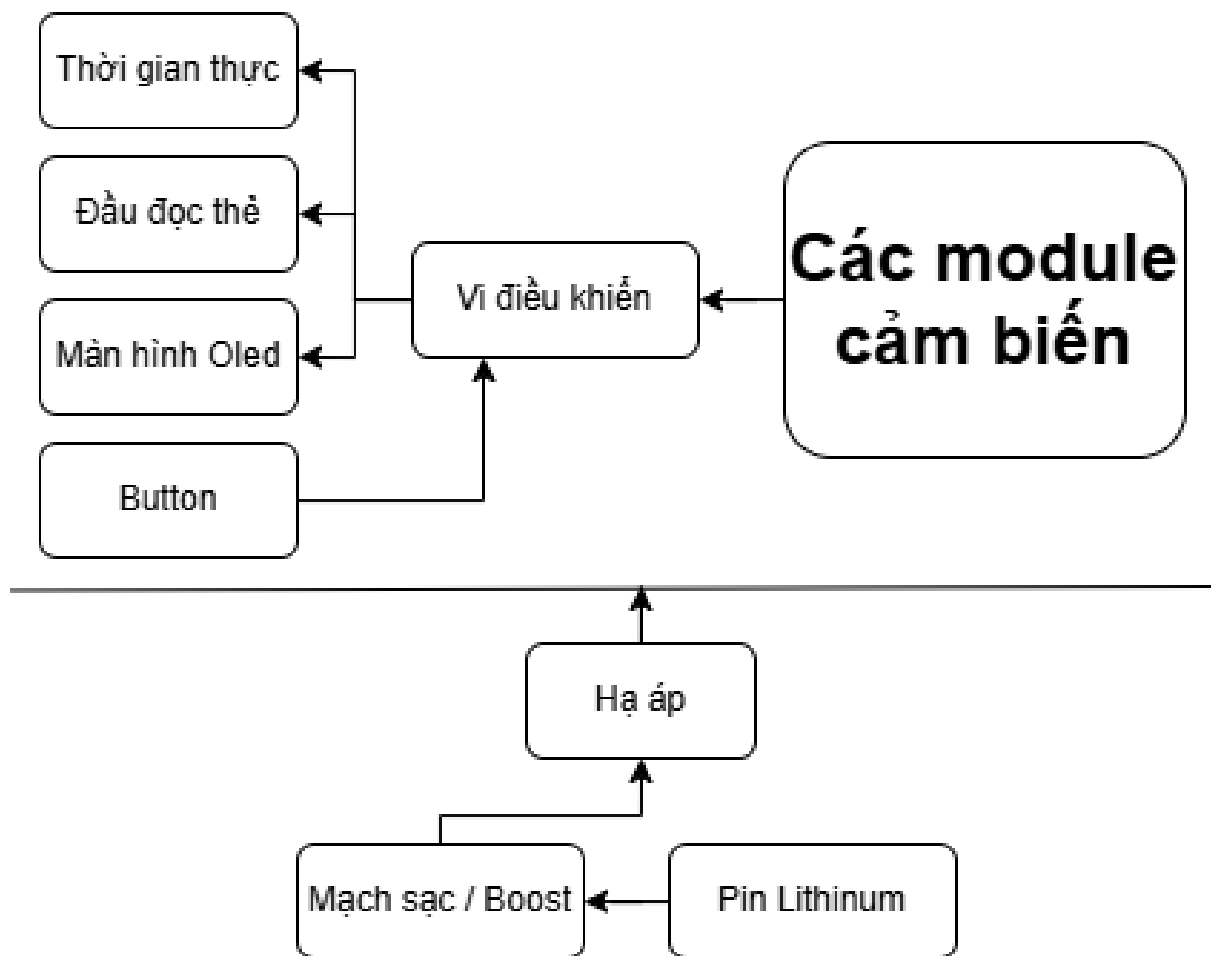 Thời gian thực
Đầu đọc thẻ
Màn hình Oled
Button
Vi điều khiển
Các module
cảm biến
Hạ áp
Mạch sạc / Boost
Pin Lithinum